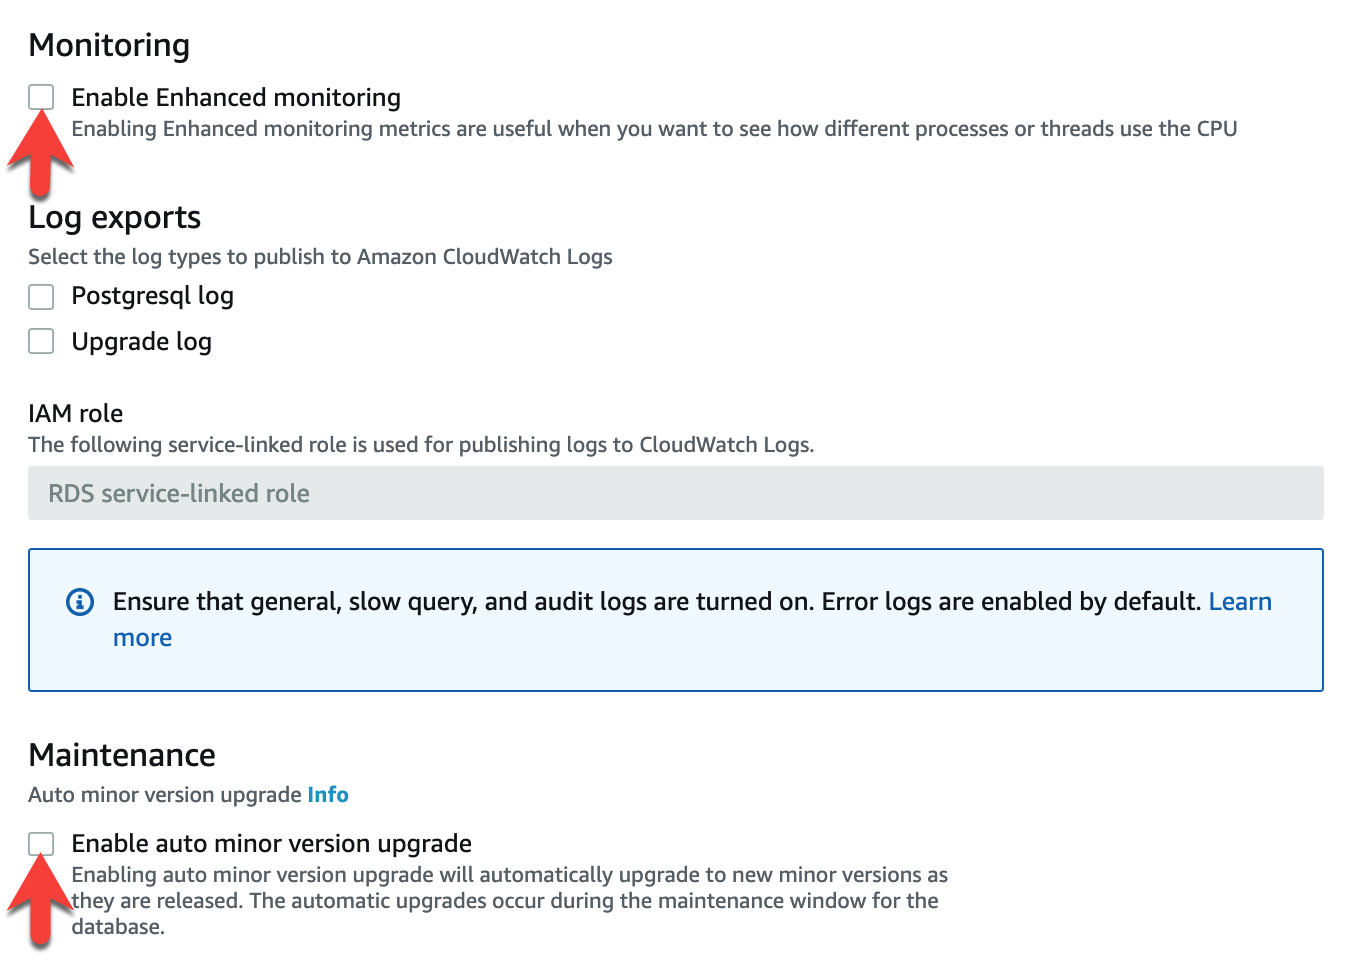 Monitoring
Enable Enhanced monitoring
Enabling Enhanced monitoring metrics are useful when you want to see how different processes or threads use the CPU
Log exports
Select the log types to publish to Amazon CloudWatch Logs
Postgresql log
Upgrade log
IAM role
The following service-linked role is used for publishing logs to CloudWatch Logs.
RDS service-linked role
Ensure that general, slow query, and audit logs are turned on. Error logs are enabled by default. Learn
more
Maintenance
Auto minor version upgrade Info
Enable auto minor version upgrade
Enabling auto minor version upgrade will automatically upgrade to new minor versions as
they are released. The automatic upgrades occur during the maintenance window for the
database.